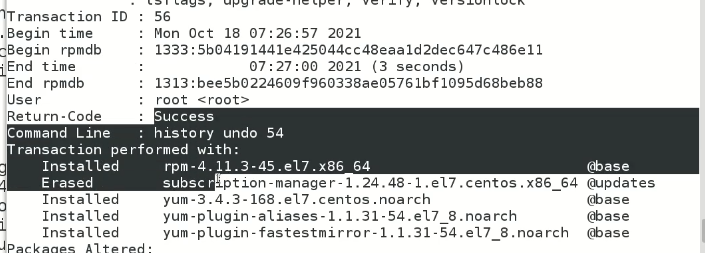 : tsflags, upgrade-helper, verify, versionlock
Transaction ID : 56
Begin time     : Mon Oct 18 07:26:57 2021
Begin rpmdb    : 1333:5b04191441e425044cc48eaa1d2dec647c486e11
End time       :            07:27:00 2021 (3 seconds)
End rpmdb      : 1313:bee5b0224609f960338ae05761bf1095d68beb88
User           : root <root>
Return-Code    : Success
Command Line   : history undo 54
Transaction performed with:
    Installed     rpm-4.11.3-45.el7.x86_64                        @base
    Erased        subscription-manager-1.24.48-1.el7.centos.x86_64 @updates
    Installed     yum-3.4.3-168.el7.centos.noarch                 @base
    Installed     yum-plugin-aliases-1.1.31-54.el7_8.noarch       @base
    Installed     yum-plugin-fastestmirror-1.1.31-54.el7_8.noarch @base
Packages Altered: